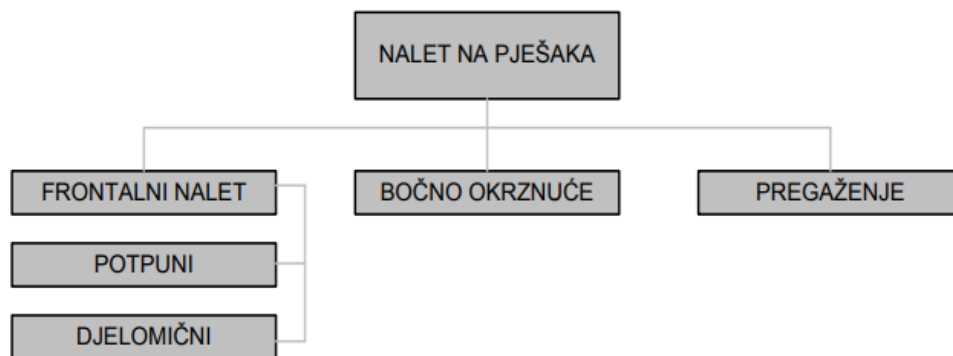 NALET NA PJEŠAKA
FRONTALNI NALET
BOČNO OKRZNUĆE
PREGAŽENJE
POTPUNI
DJELOMIČNI